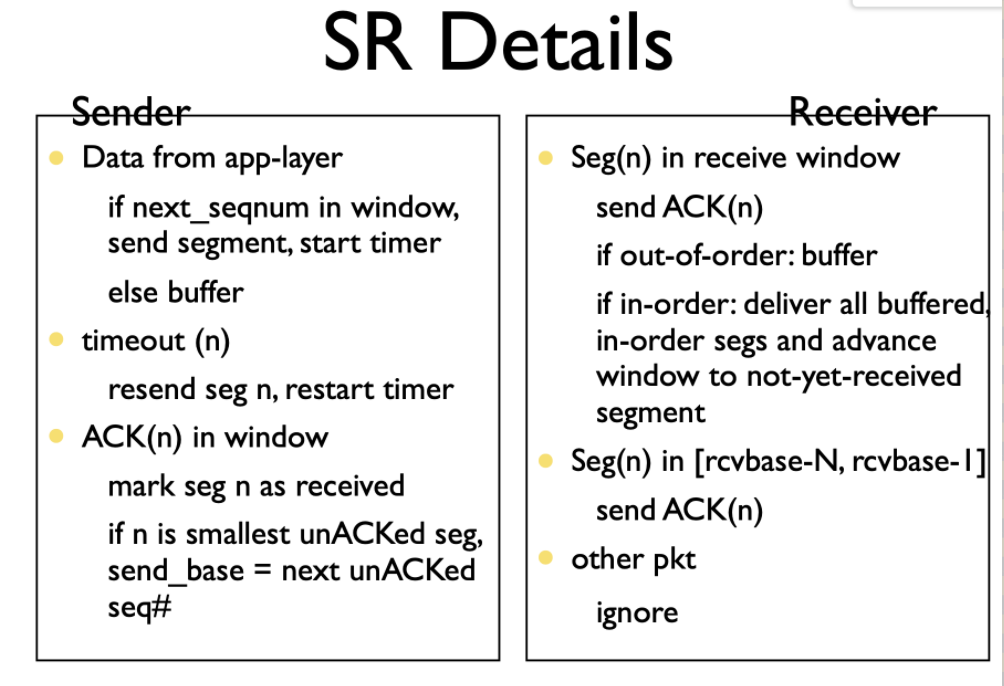 SR Details
Sender
Data from app-layer
if next_seqnum in window,
send segment, start timer
else buffer
timeout (n)
resend seg n, restart timer
ACK(n) in window
mark seg n as received
if n is smallest unACKed seg,
send_base = next unACKed
seq#
Receiver
Seg(n) in receive window
send ACK(n)
if out-of-order: buffer
if in-order: deliver all buffered,
in-order segs and advance
window to not-yet-received
segment
Seg(n) in [rcvbase-N, rcvbase-1]
send ACK(n)
other pkt
ignore